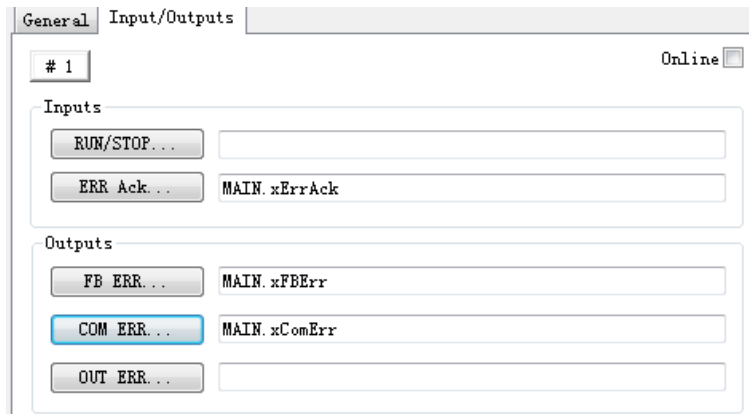 General Input/Outputs
# 1 Online
Inputs
RUN/STOP...
ERR Ack... MAIN.xErrAck
Outputs
FB ERR... MAIN.xFBErr
COM ERR... MAIN.xComErr
OUT ERR...